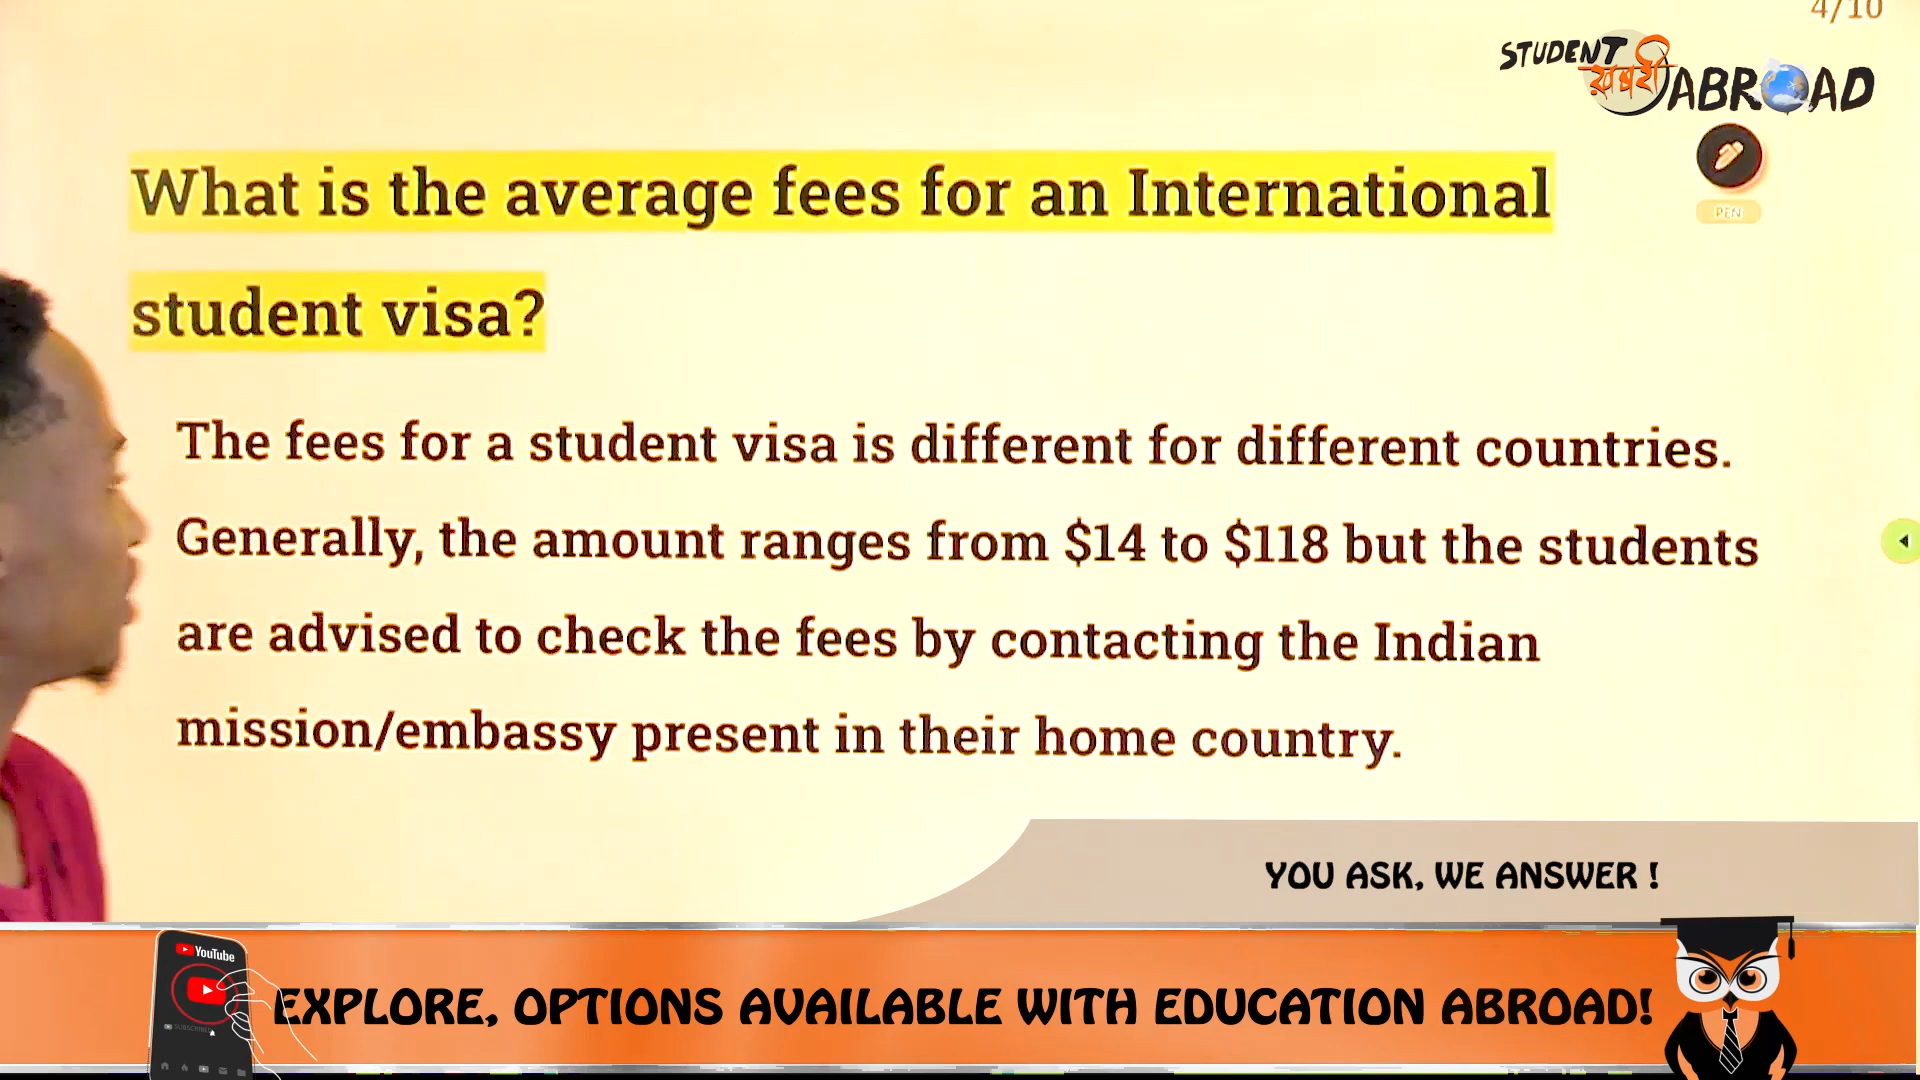 4/10
STUDENT
ख़बरी
ABROAD
PEN
What is the average fees for an International
student visa?
The fees for a student visa is different for different countries.
Generally, the amount ranges from $14 to $118 but the students
are advised to check the fees by contacting the Indian
mission/embassy present in their home country.
YOU ASK, WE ANSWER !
YouTube
SUBSCRIBE
EXPLORE, OPTIONS AVAILABLE WITH EDUCATION ABROAD!